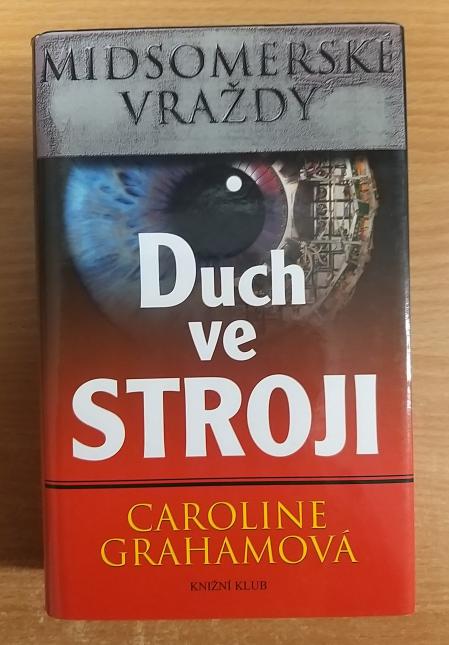 MIDSOMERSKÉ
VRAŽDY
Duch
ve
STROJI
CAROLINE
GRAHAMOVÁ
KNIŽNÍ KLUB